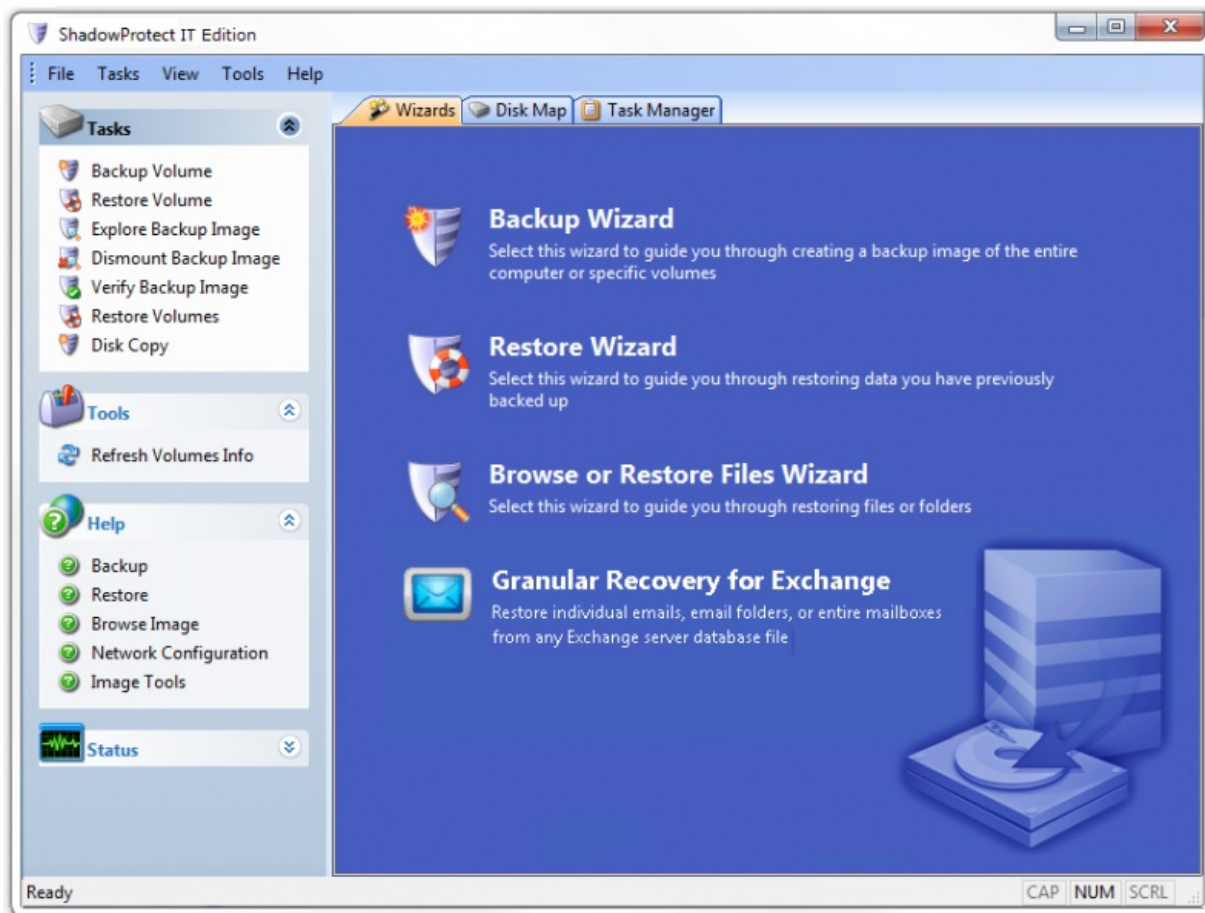 ShadowProtect IT Edition
File Tasks View Tools Help
Tasks
Backup Volume
Restore Volume
Explore Backup Image
Dismount Backup Image
Verify Backup Image
Restore Volumes
Disk Copy
Tools
Refresh Volumes Info
Help
Backup
Restore
Browse Image
Network Configuration
Image Tools
Status
Wizards Disk Map Task Manager
Backup Wizard
Select this wizard to guide you through creating a backup image of the entire
computer or specific volumes
Restore Wizard
Select this wizard to guide you through restoring data you have previously
backed up
Browse or Restore Files Wizard
Select this wizard to guide you through restoring files or folders
Granular Recovery for Exchange
Restore individual emails, email folders, or entire mailboxes
from any Exchange server database file
Ready CAP NUM SCRL